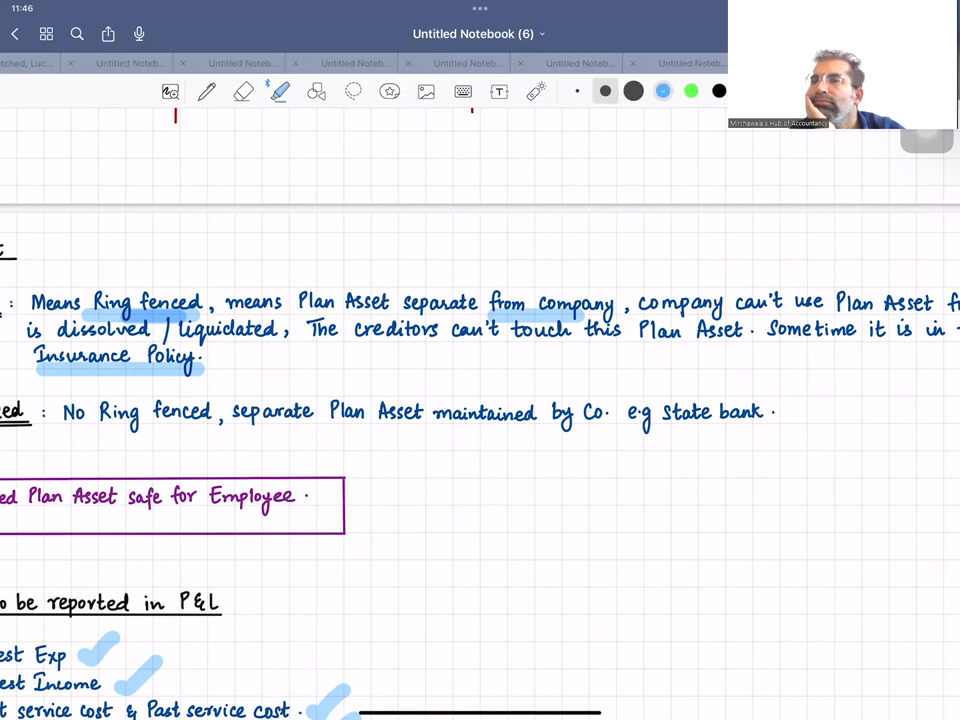 11:46
Untitled Notebook (6)
etched, Luc...
Untitled Noteb...
Untitled Noteb...
Untitled Noteb...
Untitled Noteb...
Untitled Noteb...
Untitled Noteb...
Mirchawala's Hub of Accountancy
: Means Ring fenced, means Plan Asset separate from company, company can't use Plan Asset f
is dissolved / liquidated, The creditors can't touch this Plan Asset. Sometime it is in
Insurance Policy.
ed : No Ring fenced, separate Plan Asset maintained by Co. e.g State bank.
ed Plan Asset safe for Employee.
o be reported in P&L
est Exp
est Income
t service cost & Past service cost.